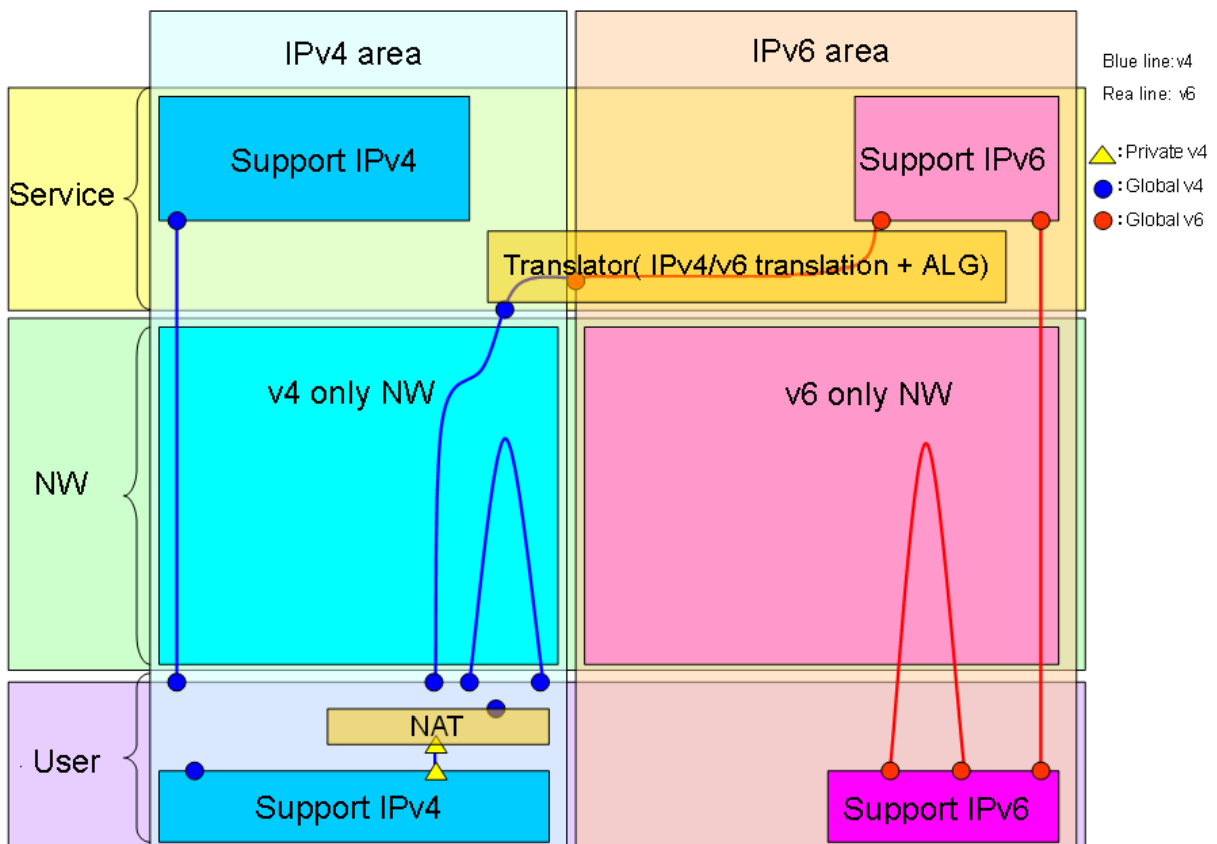 IPv4 area
IPv6 area
Blue line: v4
Rea line: v6
: Private v4
: Global v4
: Global v6
Service
Support IPv4
Support IPv6
Translator( IPv4/v6 translation + ALG)
NW
v4 only NW
v6 only NW
User
NAT
Support IPv4
Support IPv6